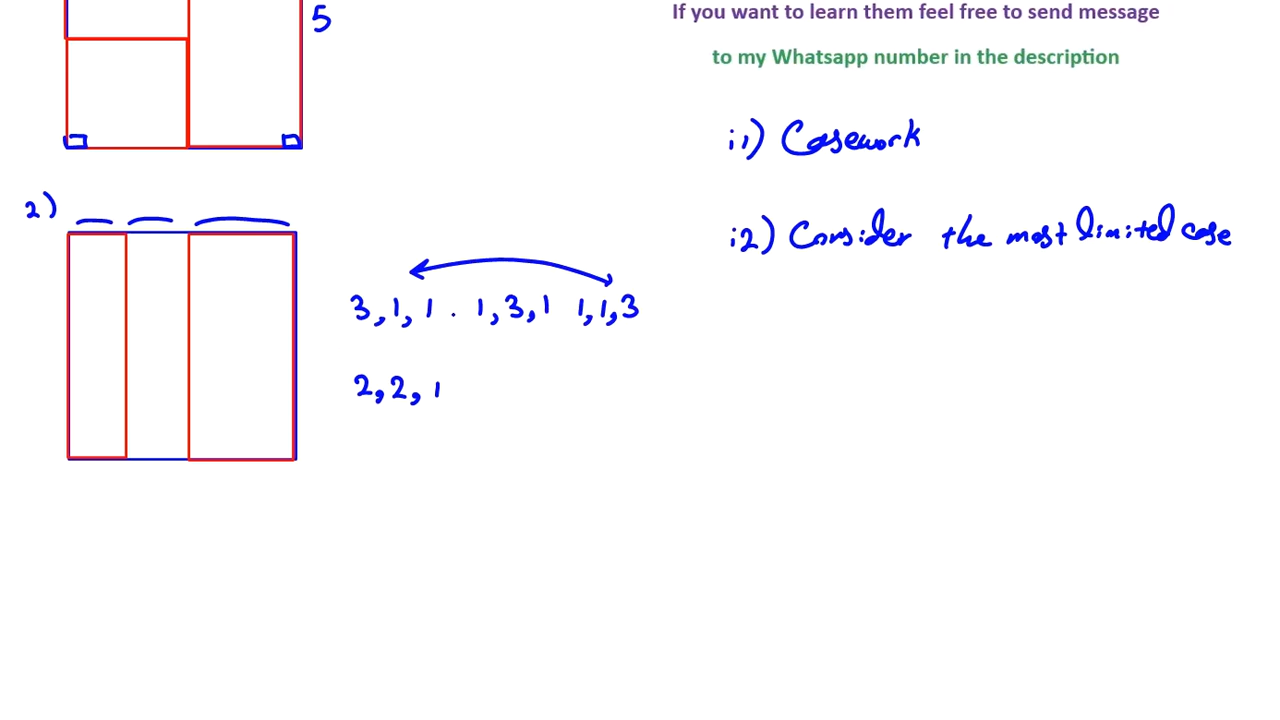 5
If you want to learn them feel free to send message
to my Whatsapp number in the description
i1) Casework
2)
i2) Consider the most limited case
3,1,1 . 1,3,1 1,1,3
2,2,1